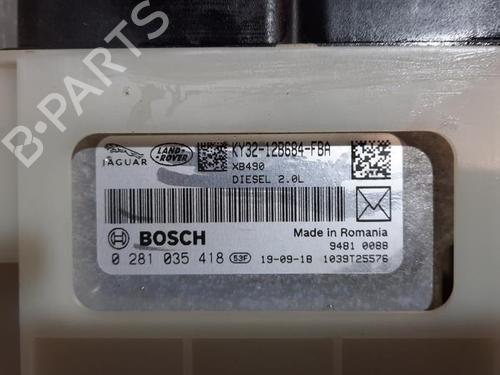 B-PARTS
JAGUAR
LAND-
ROVER
KY32-12B684-FBA
XB490
DIESEL 2.0L
BOSCH
Made in Romania
9481 0088
0 281 035 418 53F 19-09-18 1039T25576